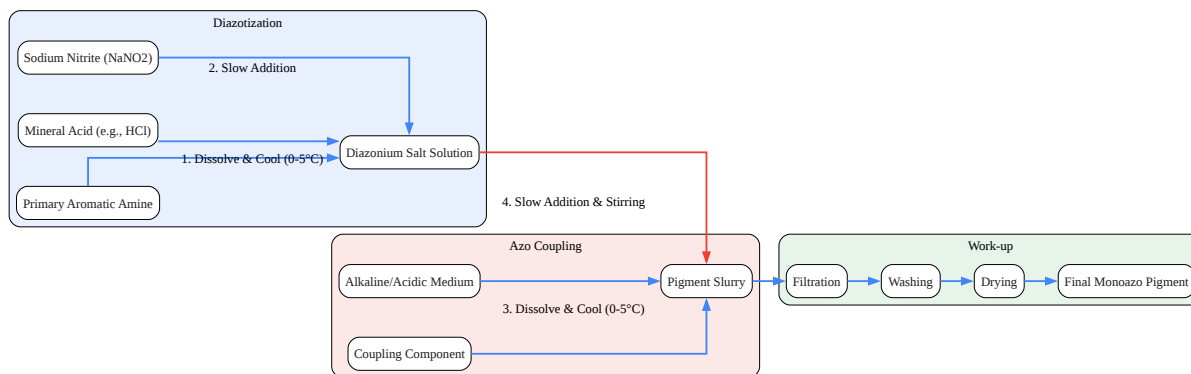 Diazotization
Sodium Nitrite (NaNO2)
2. Slow Addition
Mineral Acid (e.g., HCl)
Diazonium Salt Solution
1. Dissolve & Cool (0-5°C)
Primary Aromatic Amine
4. Slow Addition & Stirring
Azo Coupling
Work-up
Alkaline/Acidic Medium
Pigment Slurry
Filtration
Washing
Drying
Final Monoazo Pigment
3. Dissolve & Cool (0-5°C)
Coupling Component